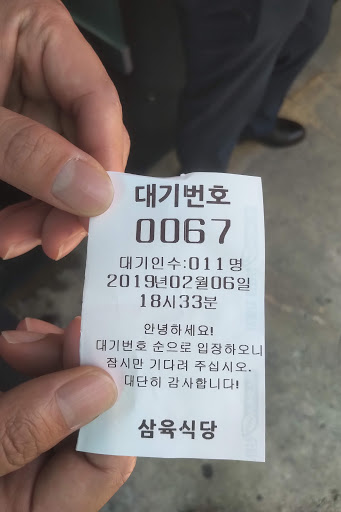 대기번호
0067
대기인수:011명
2019년02월06일
18시33분
안녕하세요!
대기번호 순으로 입장하오니
잠시만 기다려 주십시오.
대단히 감사합니다!
삼육식당